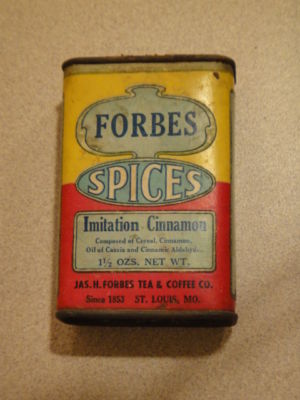 FORBES
SPICES
Imitation Cinnamon
Composed of Cereal, Cinnamon,
Oil of Cassia and Cinnamic
1½ OZS. NET WT.
JAS. H. FORBES TEA & COFFEE CO.
Since 1853 ST. LOUIS, MO.